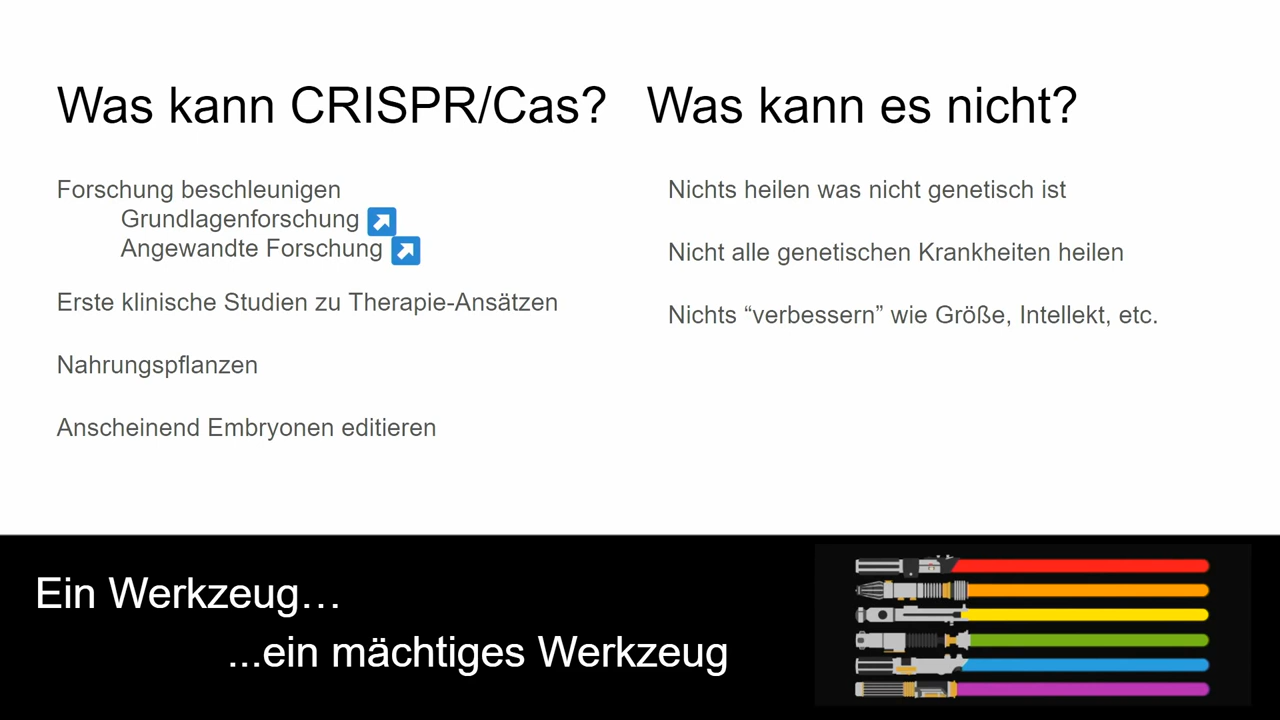 Was kann CRISPR/Cas?
Forschung beschleunigen
Grundlagenforschung
Angewandte Forschung
Erste klinische Studien zu Therapie-Ansätzen
Nahrungspflanzen
Anscheinend Embryonen editieren
Was kann es nicht?
Nichts heilen was nicht genetisch ist
Nicht alle genetischen Krankheiten heilen
Nichts “verbessern” wie Größe, Intellekt, etc.
Ein Werkzeug…
...ein mächtiges Werkzeug